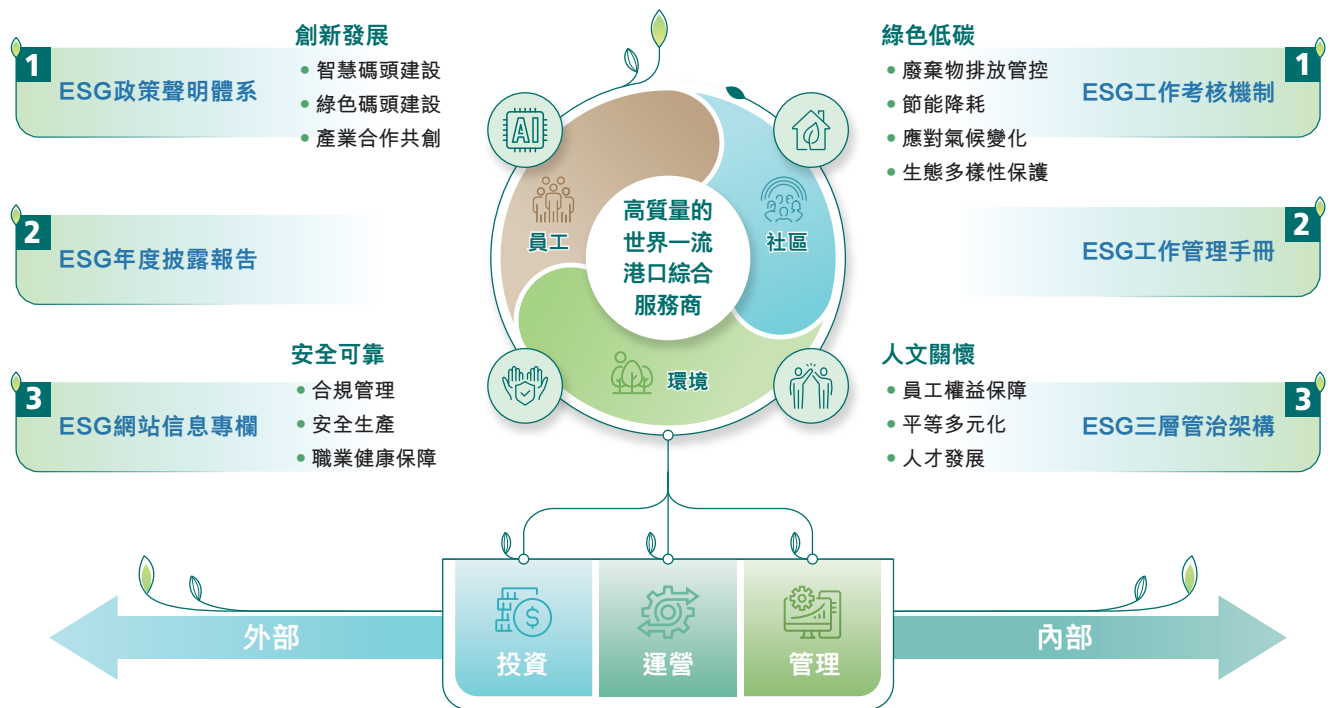 1
ESG政策聲明體系
2
ESG年度披露報告
3
ESG網站信息專欄
創新發展
• 智慧碼頭建設
• 綠色碼頭建設
• 產業合作共創
安全可靠
• 合規管理
• 安全生產
• 職業健康保障
AI
員工
社區
環境
高質量的
世界一流
港口綜合
服務商
綠色低碳
• 廢棄物排放管控
• 節能降耗
• 應對氣候變化
• 生態多樣性保護
人文關懷
• 員工權益保障
• 平等多元化
• 人才發展
1
ESG工作考核機制
2
ESG工作管理手冊
3
ESG三層管治架構
外部
$
投資
運營
管理
內部